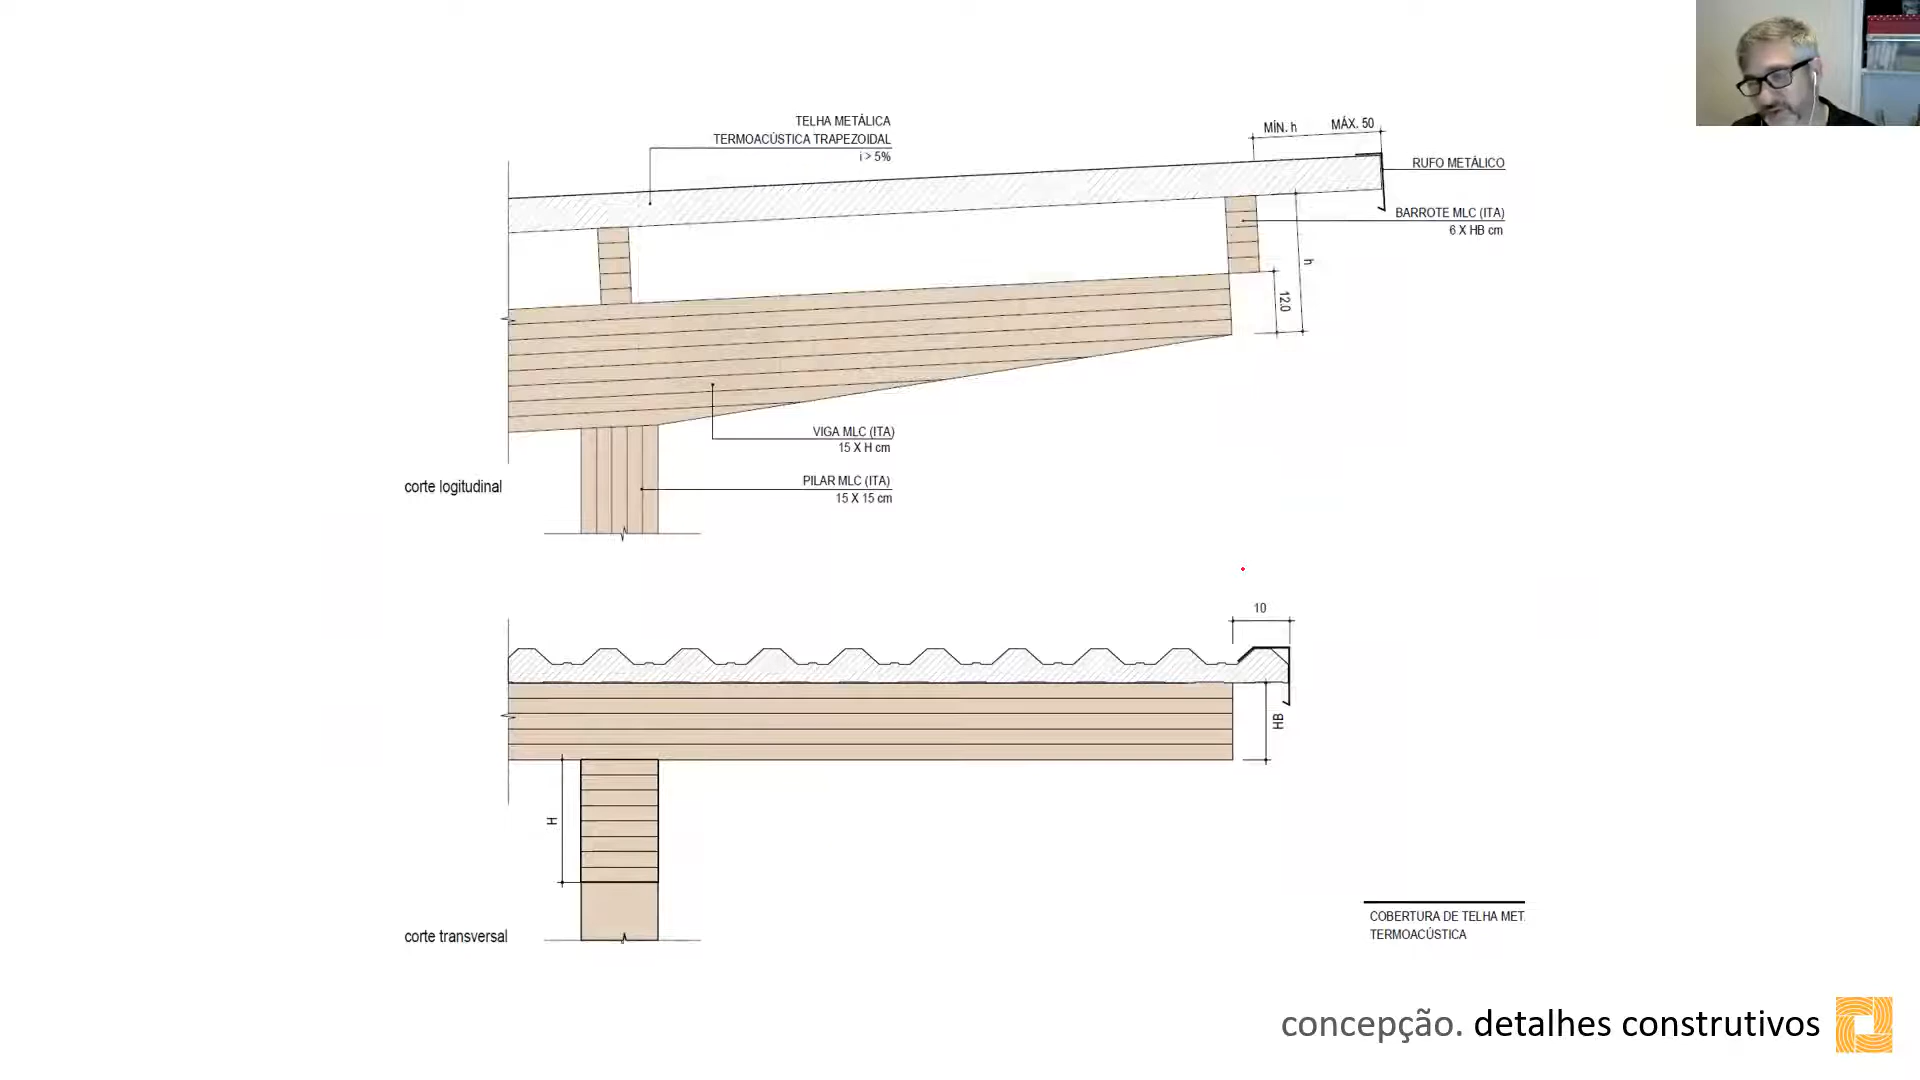 TELHA METÁLICA
TERMOACÚSTICA TRAPEZOIDAL
i > 5%
MÍN. h
MÁX. 50
RUFO METÁLICO
BARROTE MLC (ITA)
6 X HB cm
h
12.0
VIGA MLC (ITA)
15 X H cm
PILAR MLC (ITA)
15 X 15 cm
corte logitudinal
10
HB
H
corte transversal
COBERTURA DE TELHA MET.
TERMOACÚSTICA
concepção. detalhes construtivos